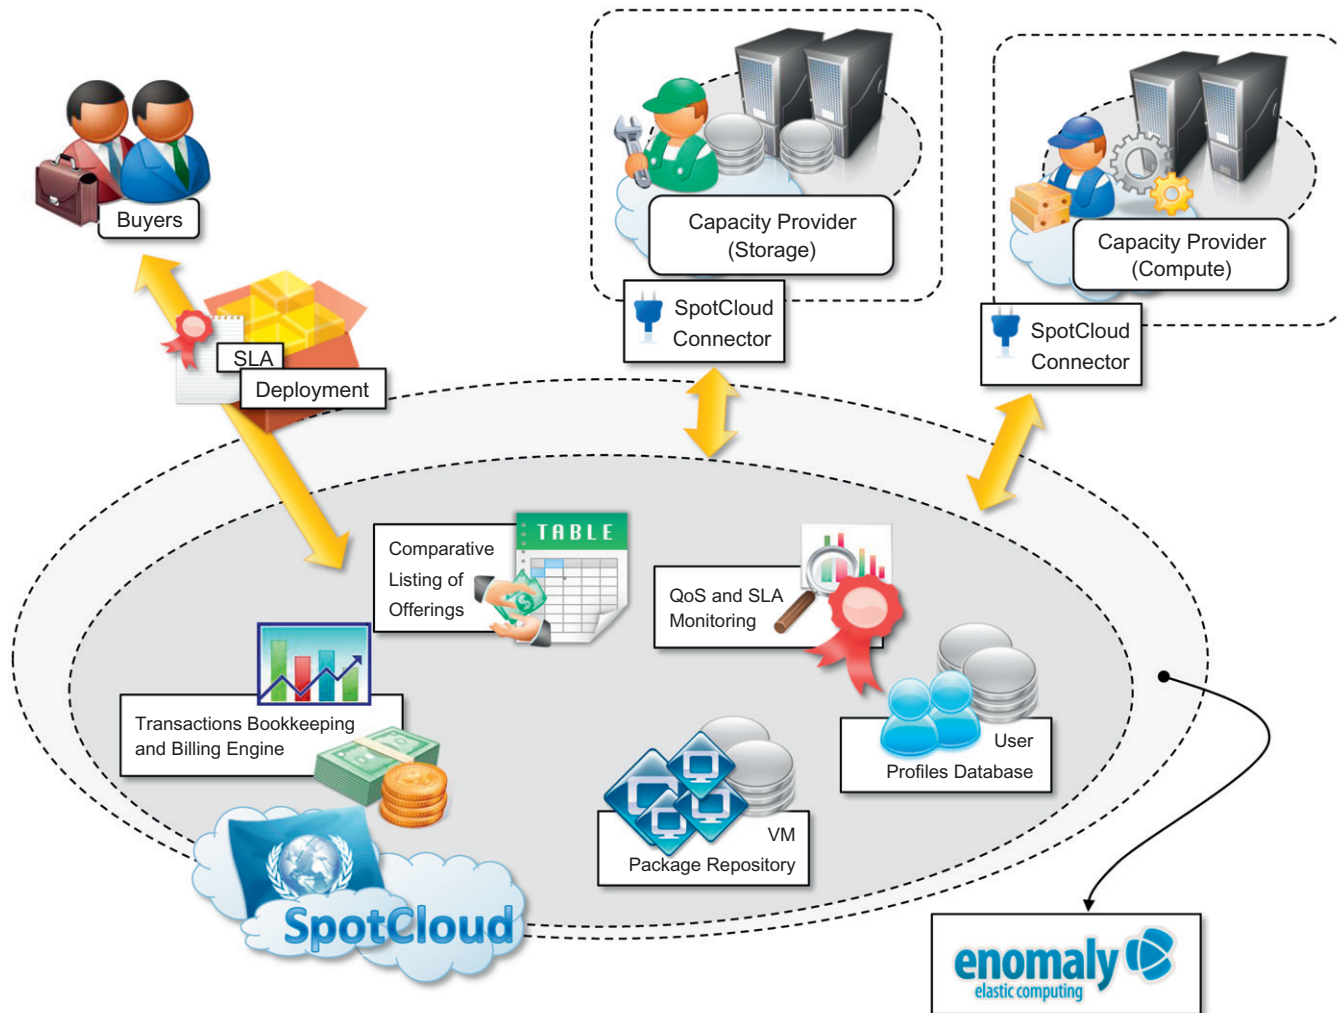 Buyers
SLA
Deployment
Capacity Provider
(Storage)
SpotCloud
Connector
Capacity Provider
(Compute)
SpotCloud
Connector
Comparative
Listing of
Offerings
TABLE
QoS and SLA
Monitoring
Transactions Bookkeeping
and Billing Engine
User
Profiles Database
VM
Package Repository
SpotCloud
enomaly
elastic computing